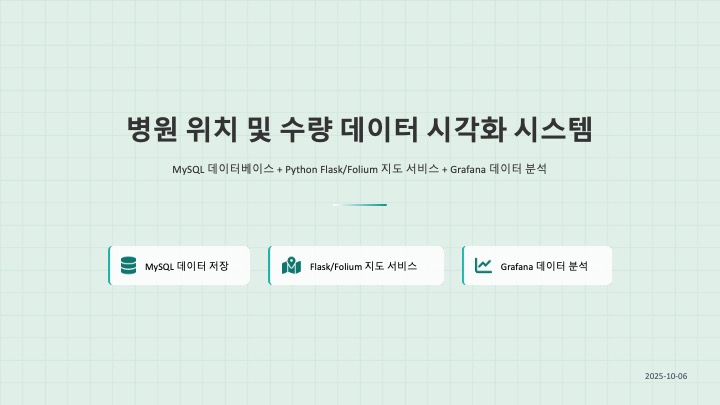 병원 위치 및 수량 데이터 시각화 시스템
MySQL 데이터베이스 + Python Flask/Folium 지도 서비스 + Grafana 데이터 분석
MySQL 데이터 저장
Flask/Folium 지도 서비스
Grafana 데이터 분석
2025-10-06